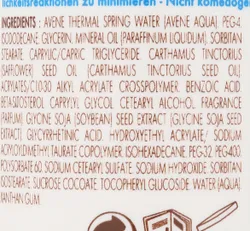 lichkeitsreaktionen zu minimieren - Nicht komedoge
INGREDIENTS: AVENE THERMAL SPRING WATER (AVENE AQUA) PEG-4
ISODODECANE, GLYCERIN, MINERAL OIL (PARAFFINUM LIQUIDUM), SORBITAN
STEARATE CAPRYLIC/CAPRIC TRIGLYCERIDE CARTHAMUS TINCTORIUS
(SAFFLOWER) SEED OIL (CARTHAMUS TINCTORIUS SEED OIL)
ACRYLATES/C10-30 ALKYL ACRYLATE CROSSPOLYMER BENZOIC ACID
BETA-SITOSTEROL CAPRYLYL GLYCOL CETEARYL ALCOHOL FRAGRANCE
(PARFUM) GLYCINE SOJA (SOYBEAN) SEED EXTRACT (GLYCINE SOJA SEED
EXTRACT) GLYCYRRHETINIC ACID HYDROXYETHYL ACRYLATE/ SODIUM
ACRYLOYLDIMETHYL TAURATE COPOLYMER, ISOHEXADECANE, PEG-32, PEG-400,
POLYSORBATE 60, SODIUM CETEARYL SULFATE, SODIUM HYDROXIDE, SORBITAN
ISOSTEARATE, SUCROSE COCOATE, TOCOPHERYL GLUCOSIDE, WATER (AQUA)
XANTHAN GUM.